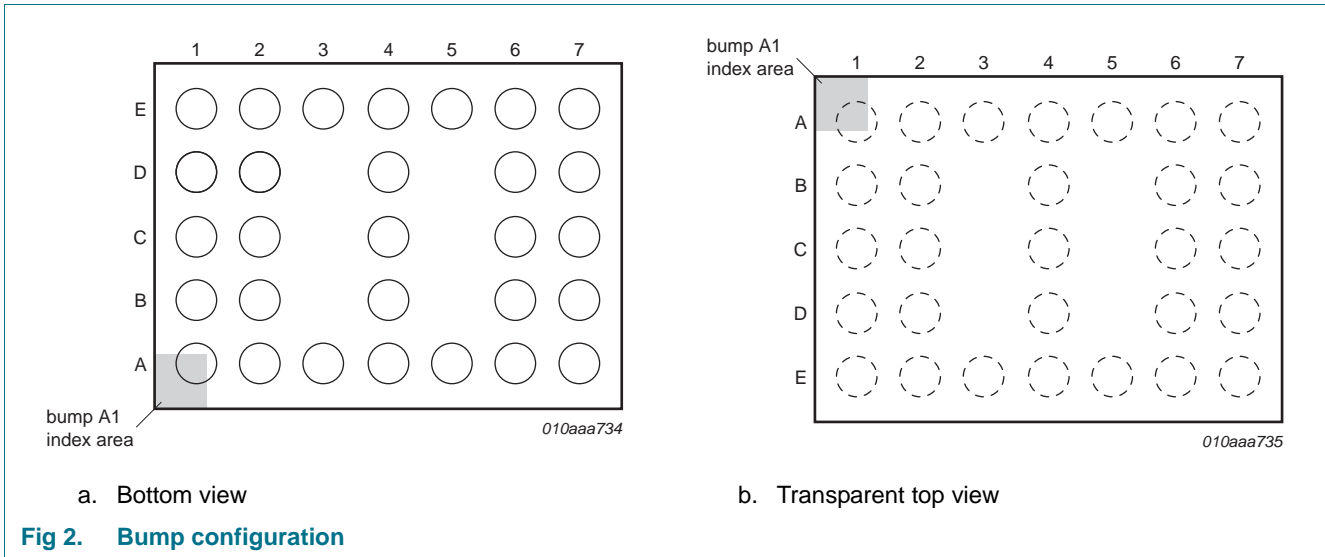 1 2 3 4 5 6 7
E
D
C
B
A
bump A1
index area
010aaa734
a. Bottom view
bump A1
index area
1 2 3 4 5 6 7
A
B
C
D
E
010aaa735
b. Transparent top view
Fig 2. Bump configuration